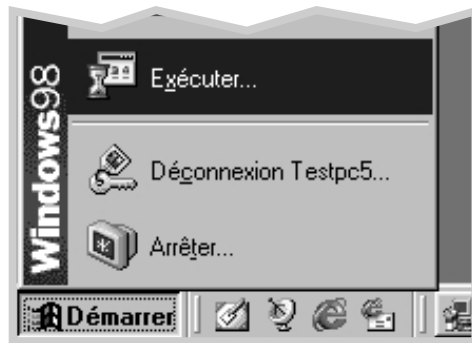 Windows98
Exécuter...
Déconnexion Testpc5...
Arrêter...
Démarrer